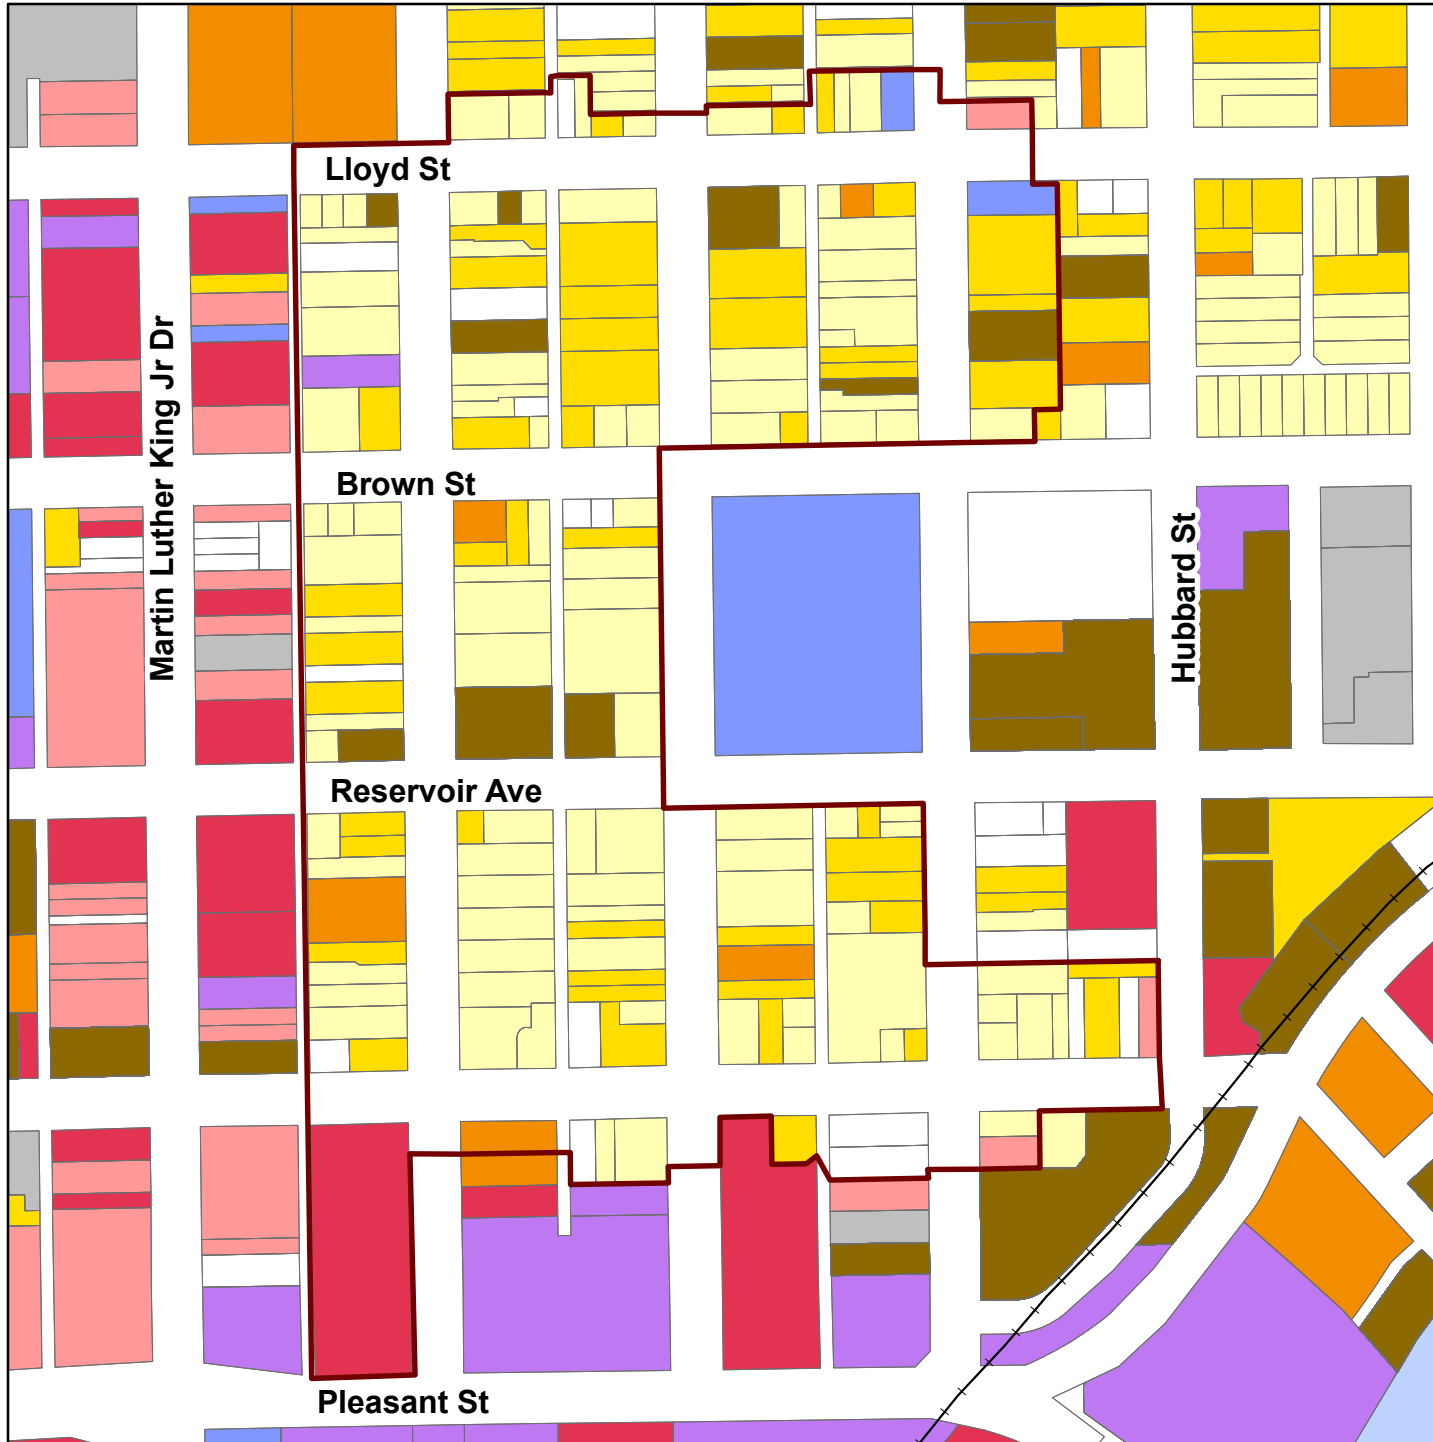 Lloyd St
Martin Luther King Jr Dr
Brown St
Hubbard St
Reservoir Ave
Pleasant St